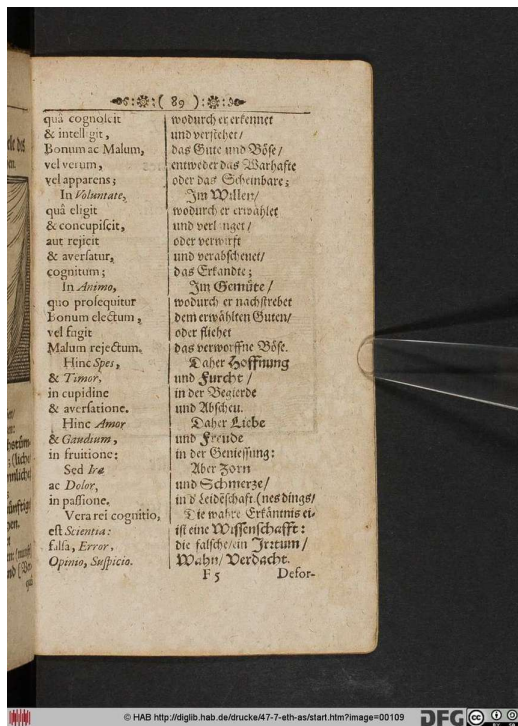 ( 89 )
quâ cognoscit wodurch er erkennet
& intelligit, und verstehet/
Bonum ac Malum, das Gute und Böse/
vel verum, entweder das Warhafte
vel apparens; oder das Scheinbare;
In Voluntate, Im Willen/
quâ eligit wodurch er erwählet
& concupiscit, und verlanget/
aut rejicit oder verwirft
& aversatur, und verabscheuet/
cognitum; das Erkandte;
In Animo, Im Gemüte /
quo prosequitur wodurch er nachstrebet
Bonum electum, dem erwählten Guten/
vel fugit oder fliehet
Malum rejectum. das verworffne Böse.
Hinc Spes, Daher Hoffnung
& Timor, und Furcht /
in cupidine in der Begierde
& aversatione. und Abscheu.
Hinc Amor Daher Liebe
& Gaudium, und Freude
in fruitione: in der Geniessung:
Sed Ira Aber Zorn
ac Dolor, und Schmerze/
in passione. in d Leideschaft. (nes dings/
Vera rei cognitio, Die wahre Erkäntnis ei-
est Scientia: ist eine Wissenschafft:
falsa, Error, die falsche/ein Irrtum/
Opinio, Suspicio. Wahn/ Verdacht.
F 5 Defor-
© HAB http://diglib.hab.de/drucke/47-7-eth-as/start.htm?image=00109
DFG